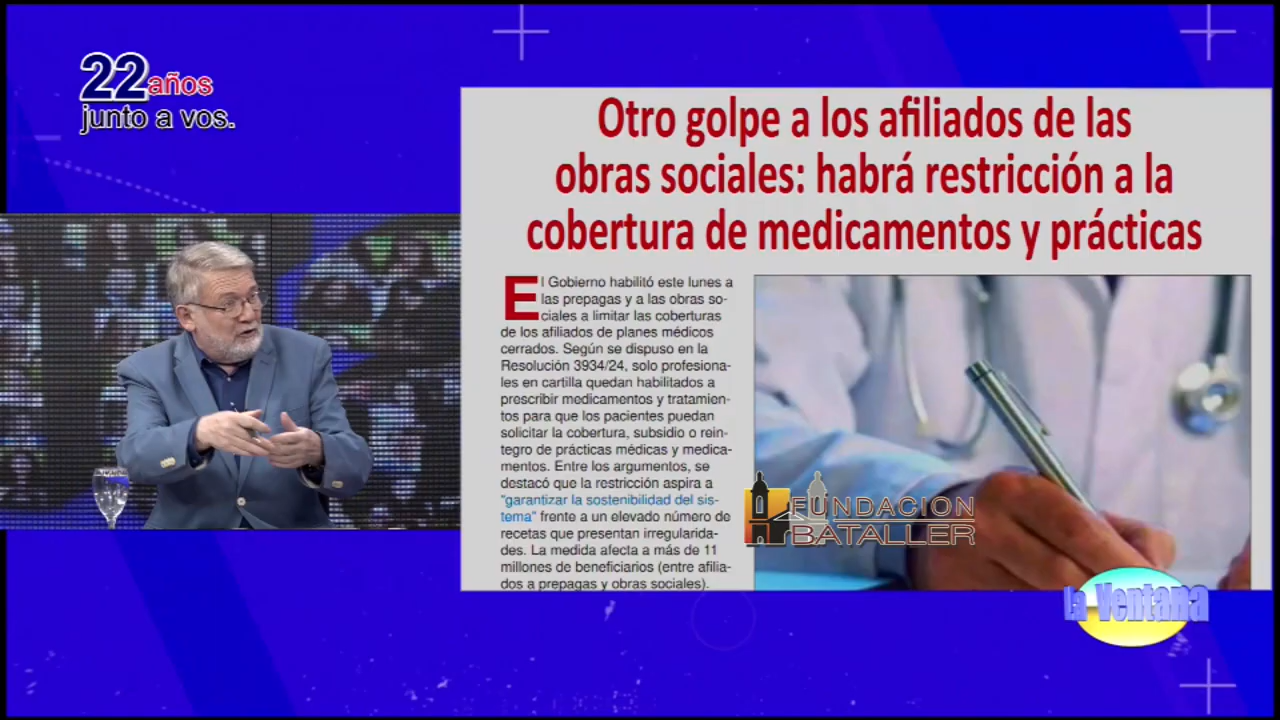 22 años
junto a vos.
Otro golpe a los afiliados de las
obras sociales: habrá restricción a la
cobertura de medicamentos y prácticas
El Gobierno habilitó este lunes a
las prepagas y a las obras so-
ciales a limitar las coberturas
de los afiliados de planes médicos
cerrados. Según se dispuso en la
Resolución 3934/24, solo profesiona-
les en cartilla quedan habilitados a
prescribir medicamentos y tratamien-
tos para que los pacientes puedan
solicitar la cobertura, subsidio o rein-
tegro de prácticas médicas y medica-
mentos. Entre los argumentos, se
destacó que la restricción aspira a
"garantizar la sostenibilidad del sis-
tema" frente a un elevado número de
recetas que presentan irregularida-
des. La medida afecta a más de 11
millones de beneficiarios (entre afilia-
dos a prepagas y obras sociales).
FUNDACION
BATALLER
La Ventana